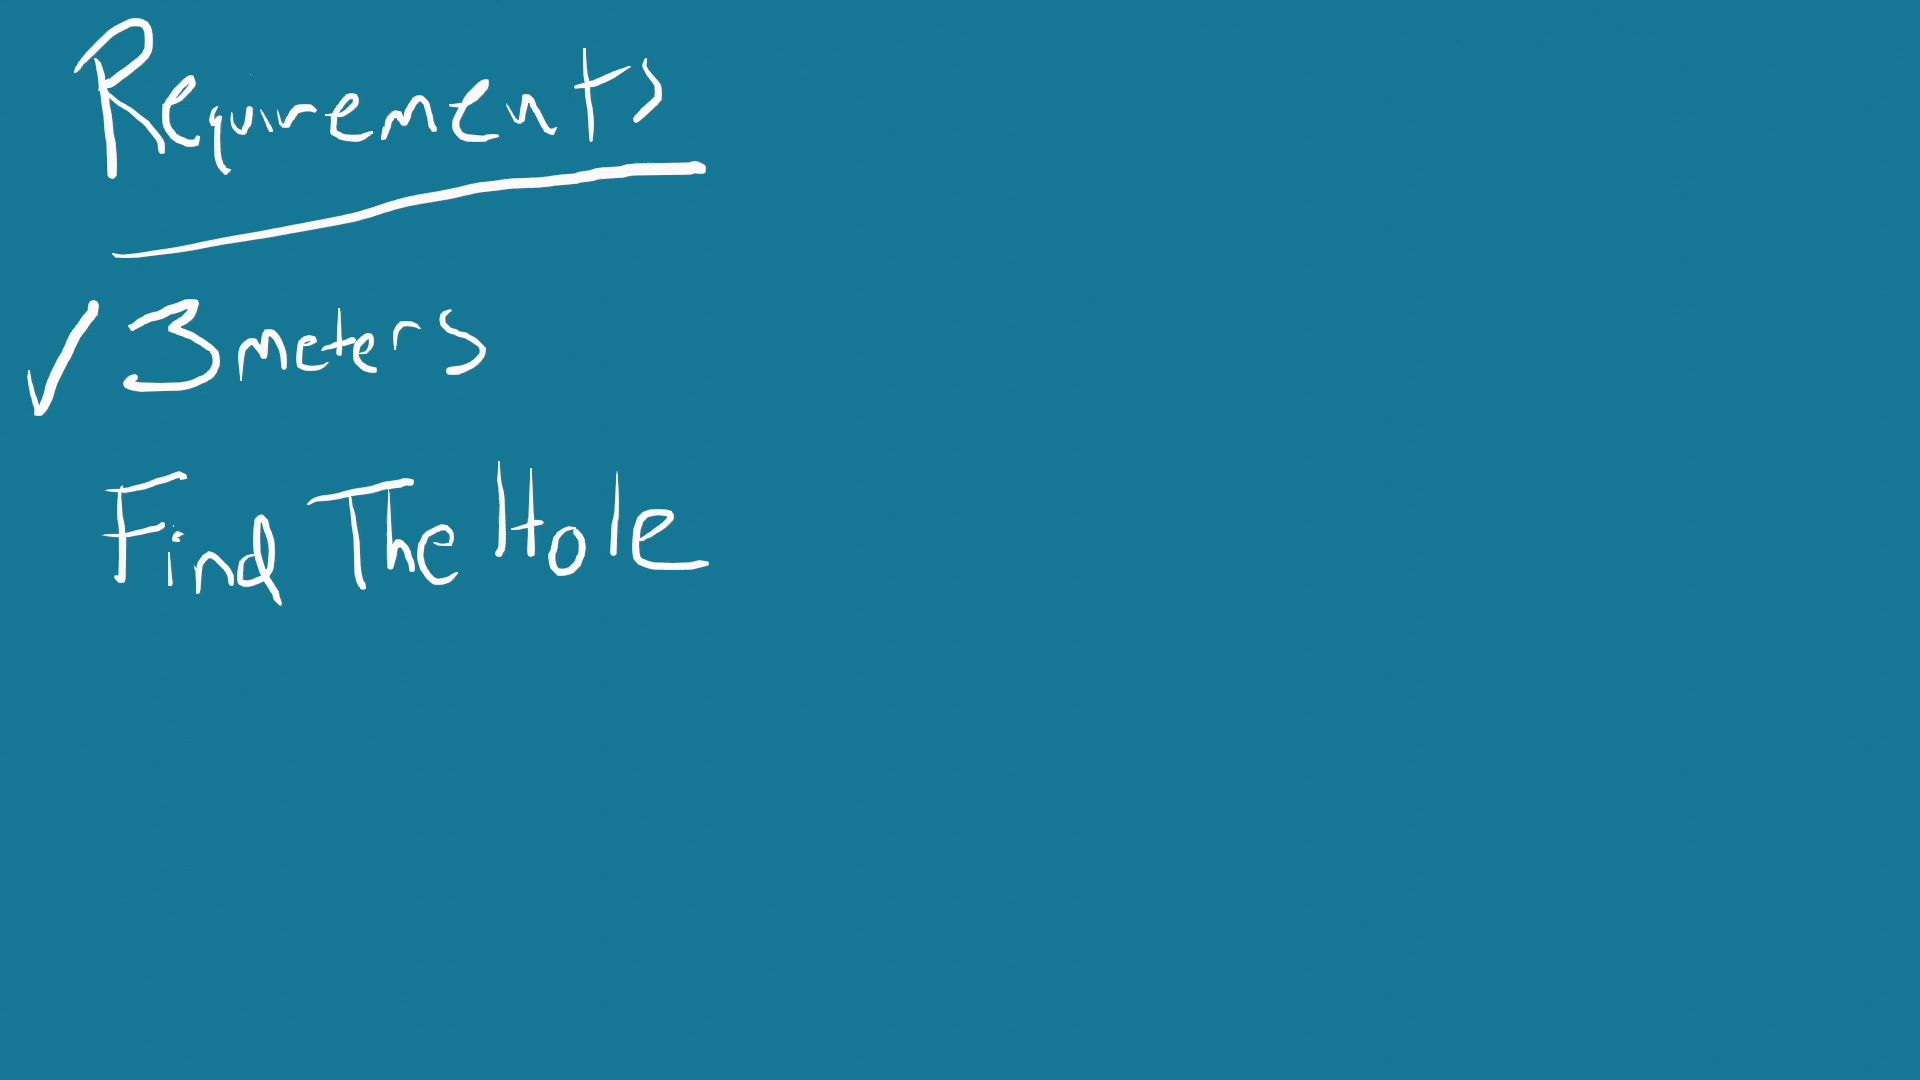 Requirements
✓ 3 meters
Find The Hole